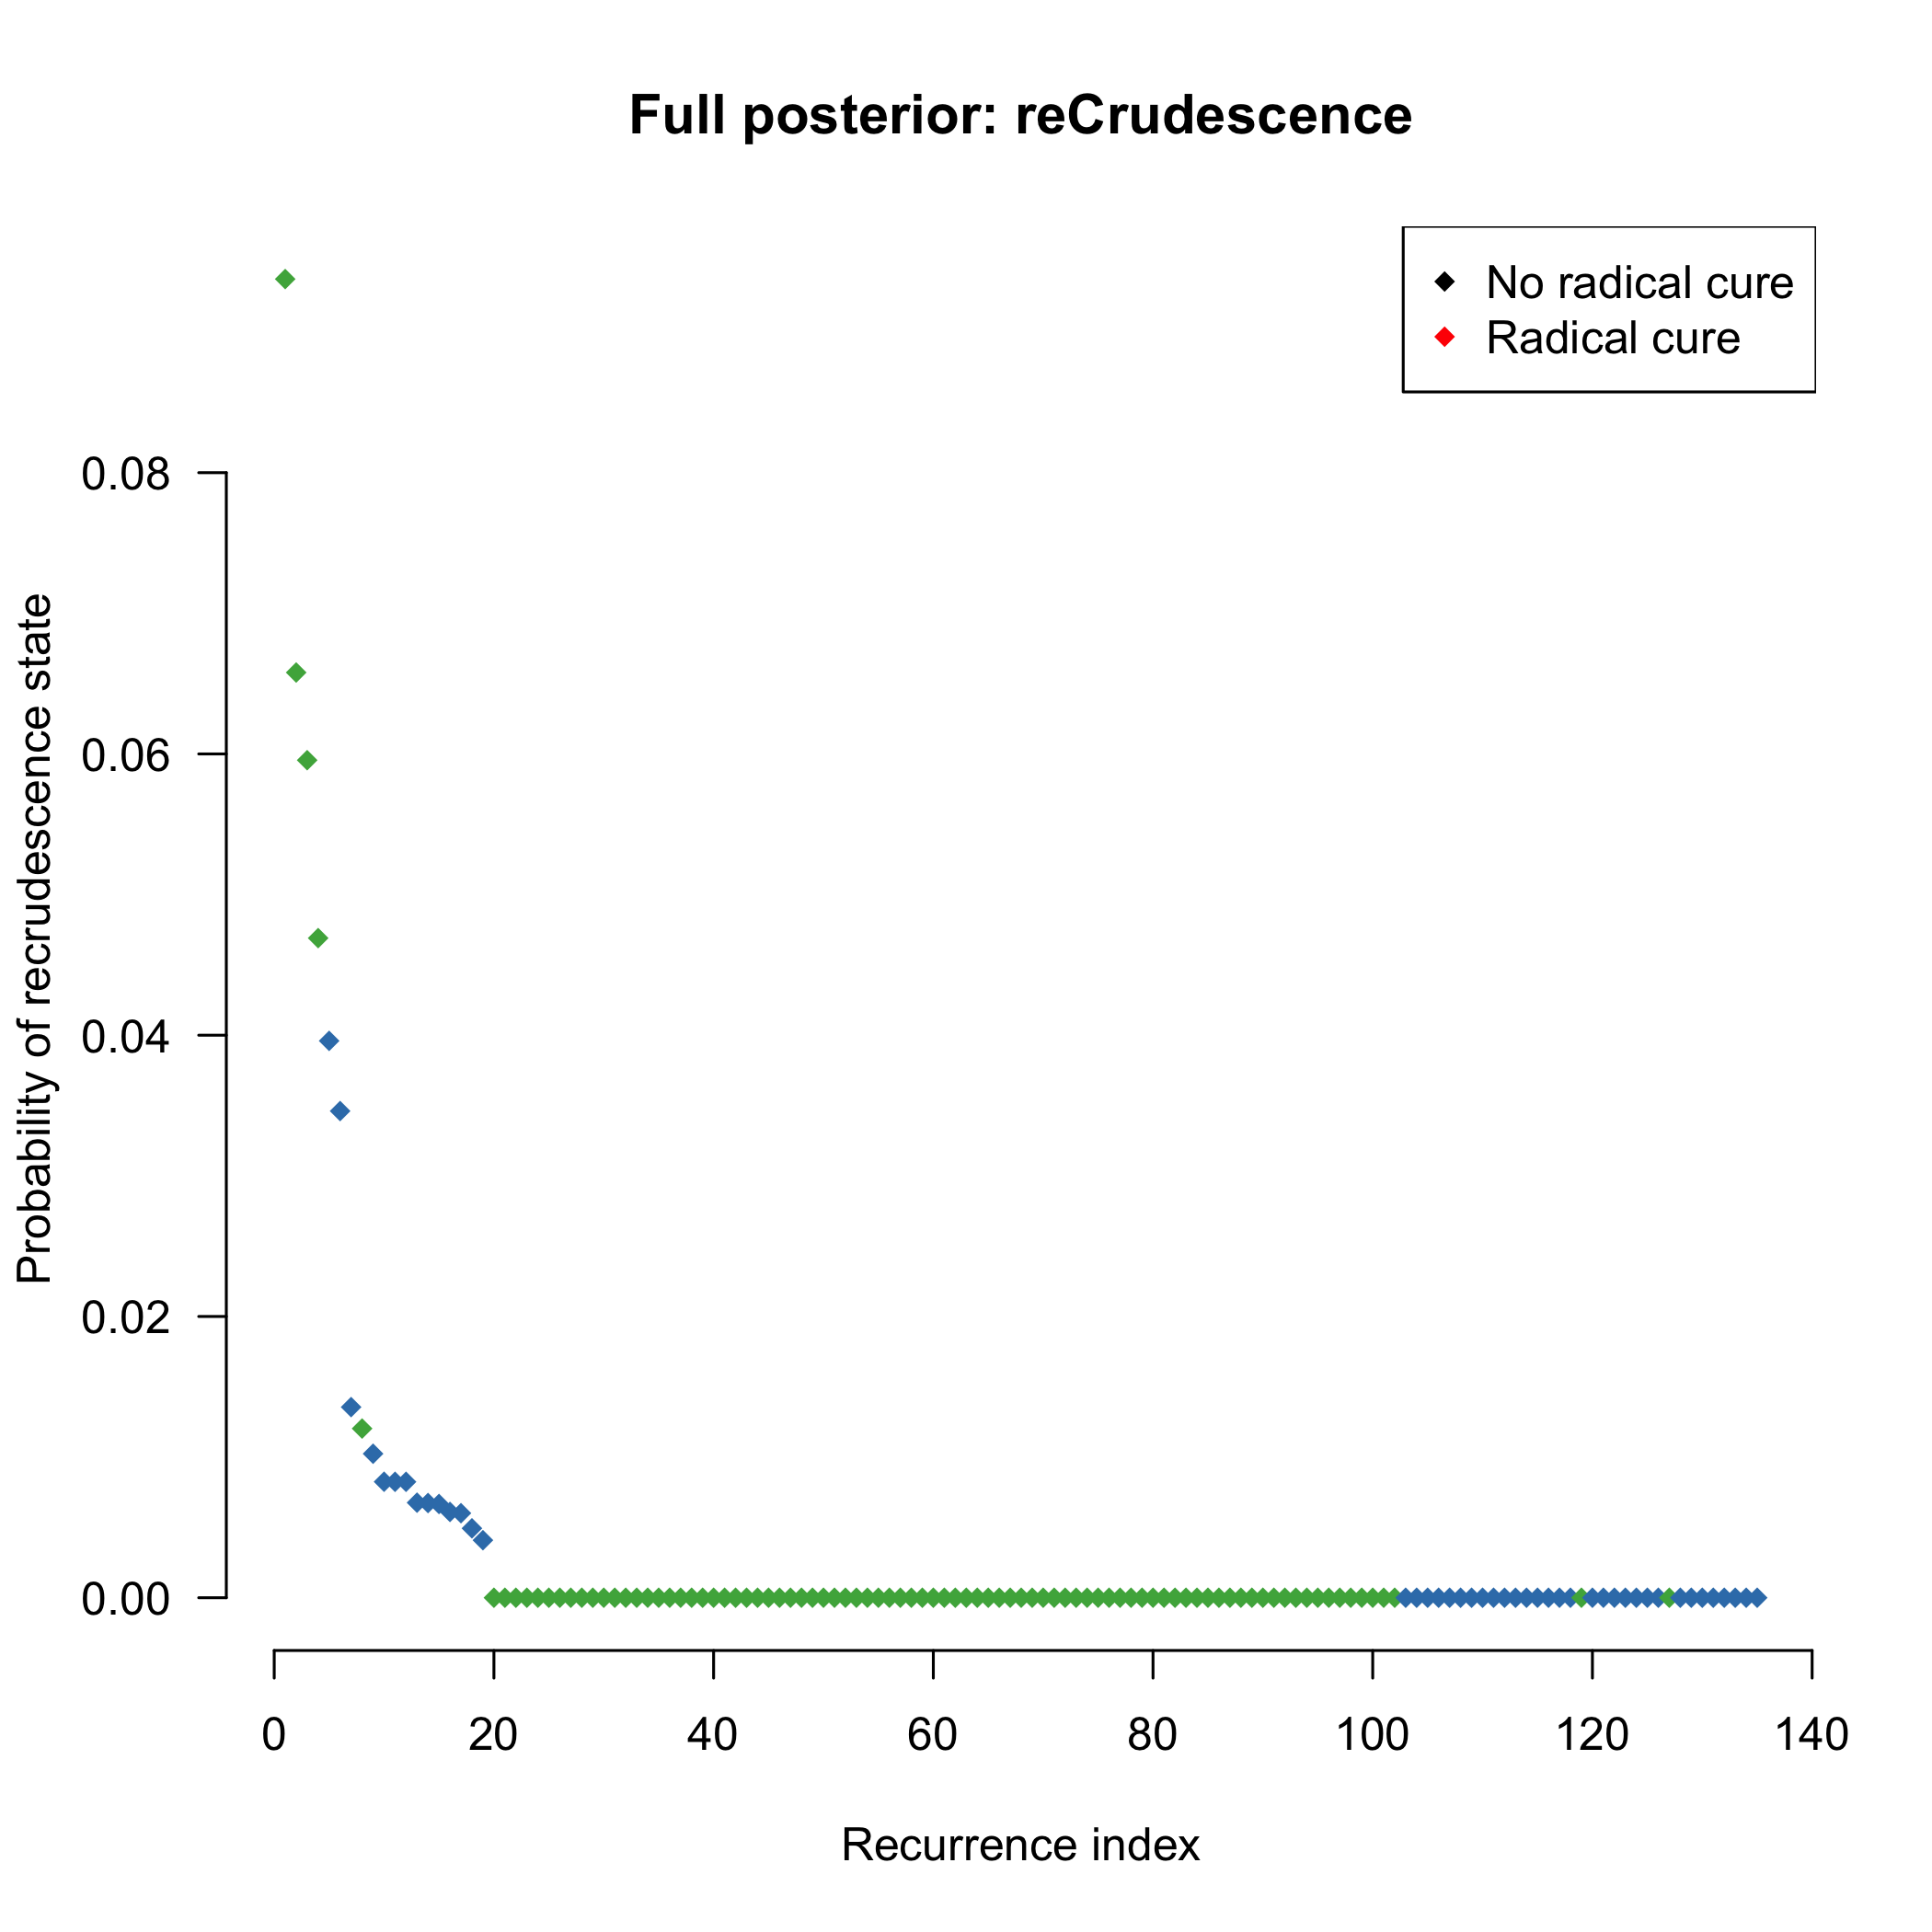 Full posterior: reCrudescence
No radical cure
Radical cure
0.08
0.06
0.04
0.02
0.00
Probability of recrudescence state
0 20 40 60 80 100 120 140
Recurrence index